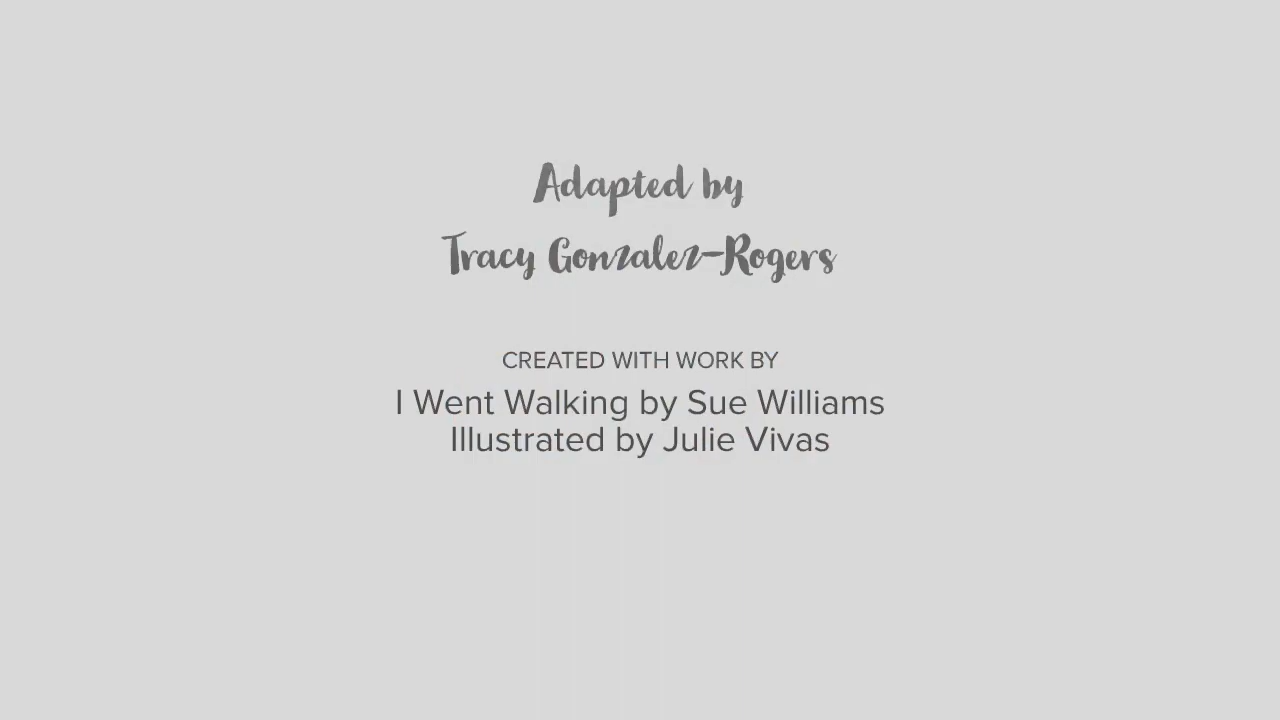 Adapted by
Tracy Gonzalez-Rogers
CREATED WITH WORK BY
I Went Walking by Sue Williams
Illustrated by Julie Vivas